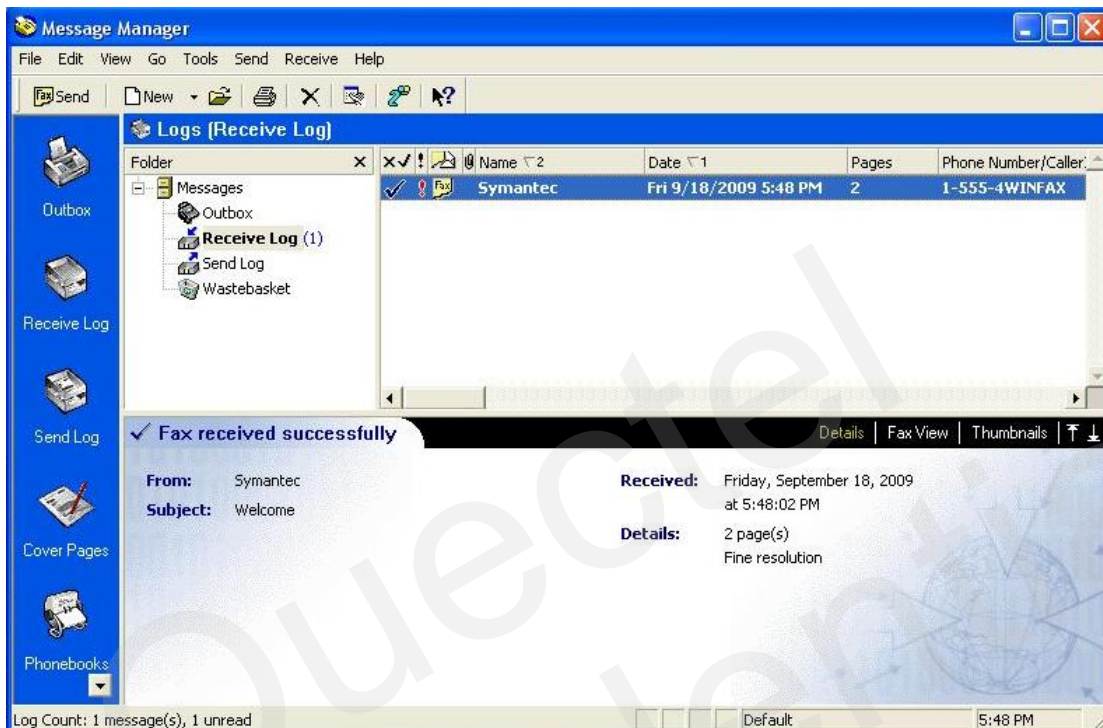 Message Manager
File Edit View Go Tools Send Receive Help
Fax Send New
Logs (Receive Log)
Outbox
Receive Log
Send Log
Cover Pages
Phonebooks
Folder
Messages
Outbox
Receive Log (1)
Send Log
Wastebasket
Name 2 Date 1 Pages Phone Number/Caller
Fax Symantec Fri 9/18/2009 5:48 PM 2 1-555-4WINFAX
Fax received successfully
Details Fax View Thumbnails
From: Symantec
Subject: Welcome
Received: Friday, September 18, 2009
at 5:48:02 PM
Details: 2 page(s)
Fine resolution
Quectel
Log Count: 1 message(s), 1 unread
Default
5:48 PM